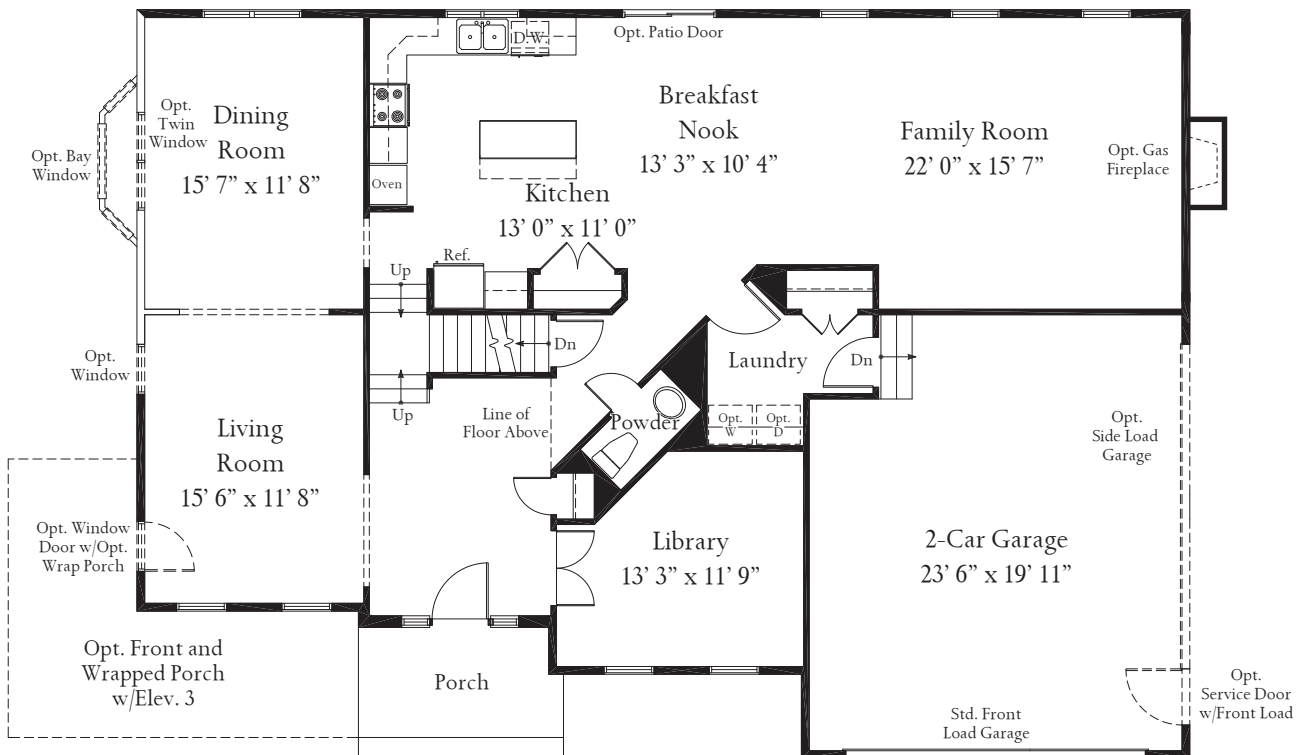 Opt. Patio Door
D.W.
Opt.
Twin
Window
Dining
Room
15' 7" x 11' 8"
Opt. Bay
Window
Breakfast
Nook
13' 3" x 10' 4"
Family Room
22' 0" x 15' 7"
Opt. Gas
Fireplace
Oven
Kitchen
13' 0" x 11' 0"
Ref.
Up
Dn
Up
Opt.
Window
Laundry
Dn
Line of
Floor Above
Powder
Opt.
W
Opt.
D
Opt.
Side Load
Garage
Living
Room
15' 6" x 11' 8"
Opt. Window
Door w/Opt.
Wrap Porch
Library
13' 3" x 11' 9"
2-Car Garage
23' 6" x 19' 11"
Opt. Front and
Wrapped Porch
w/Elev. 3
Porch
Std. Front
Load Garage
Opt.
Service Door
w/Front Load